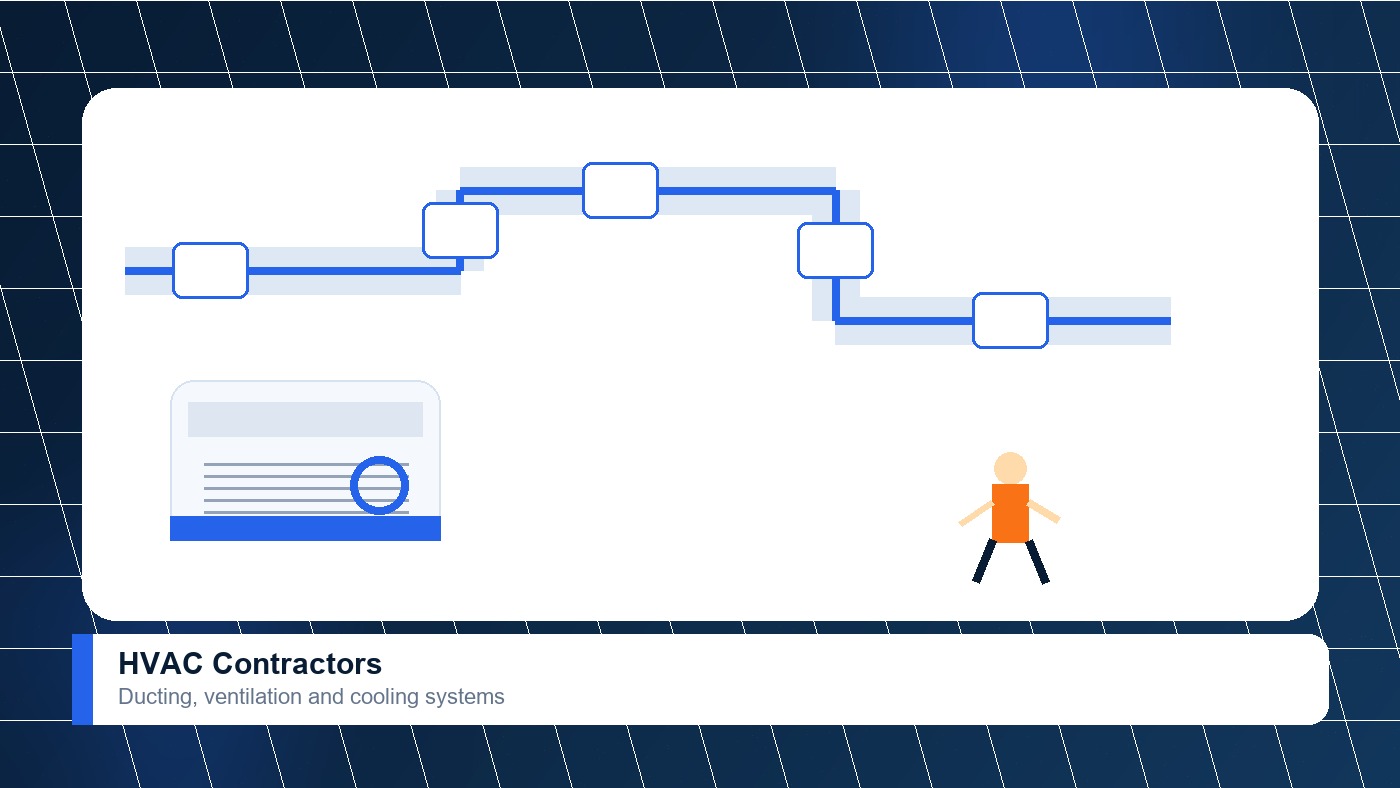 HVAC Contractors
Ducting, ventilation and cooling systems